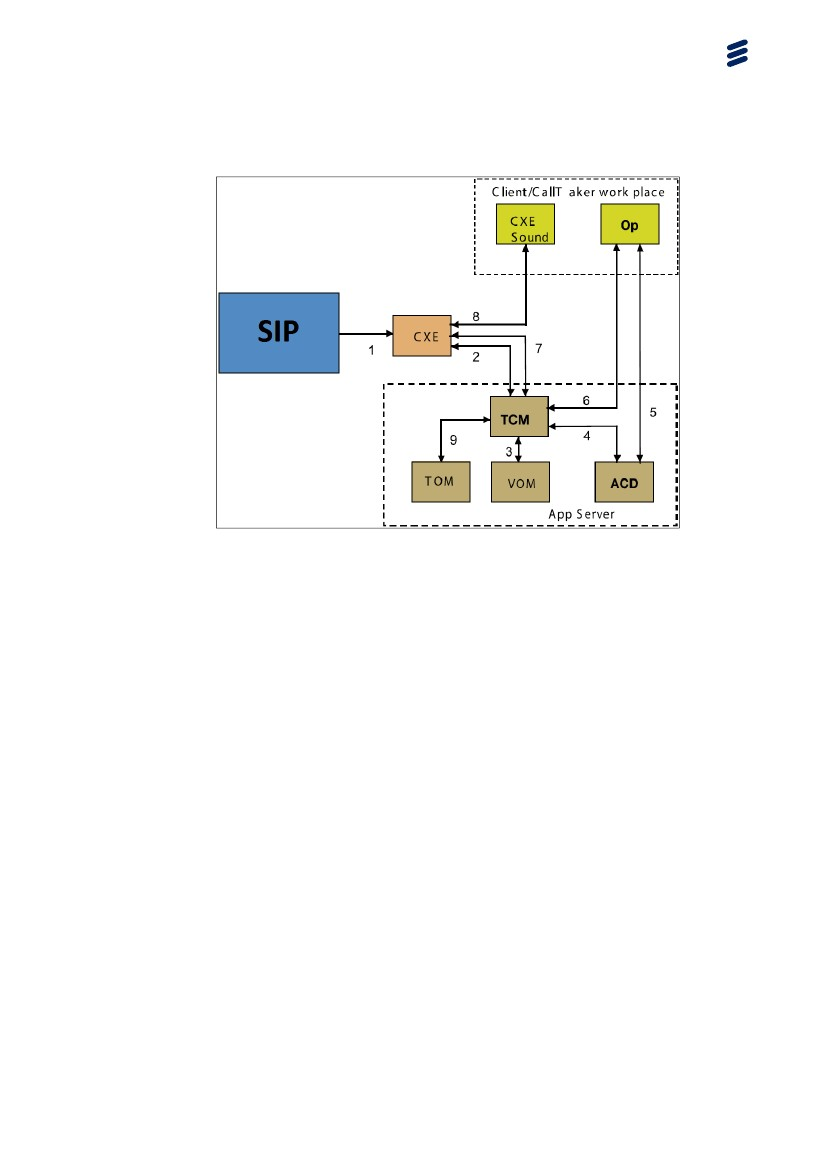 Client/CallT aker work place
CXE
Sound
Op
SIP
1
CXE
8
2
7
6
5
TCM
4
9
3
TOM
VOM
ACD
App Server